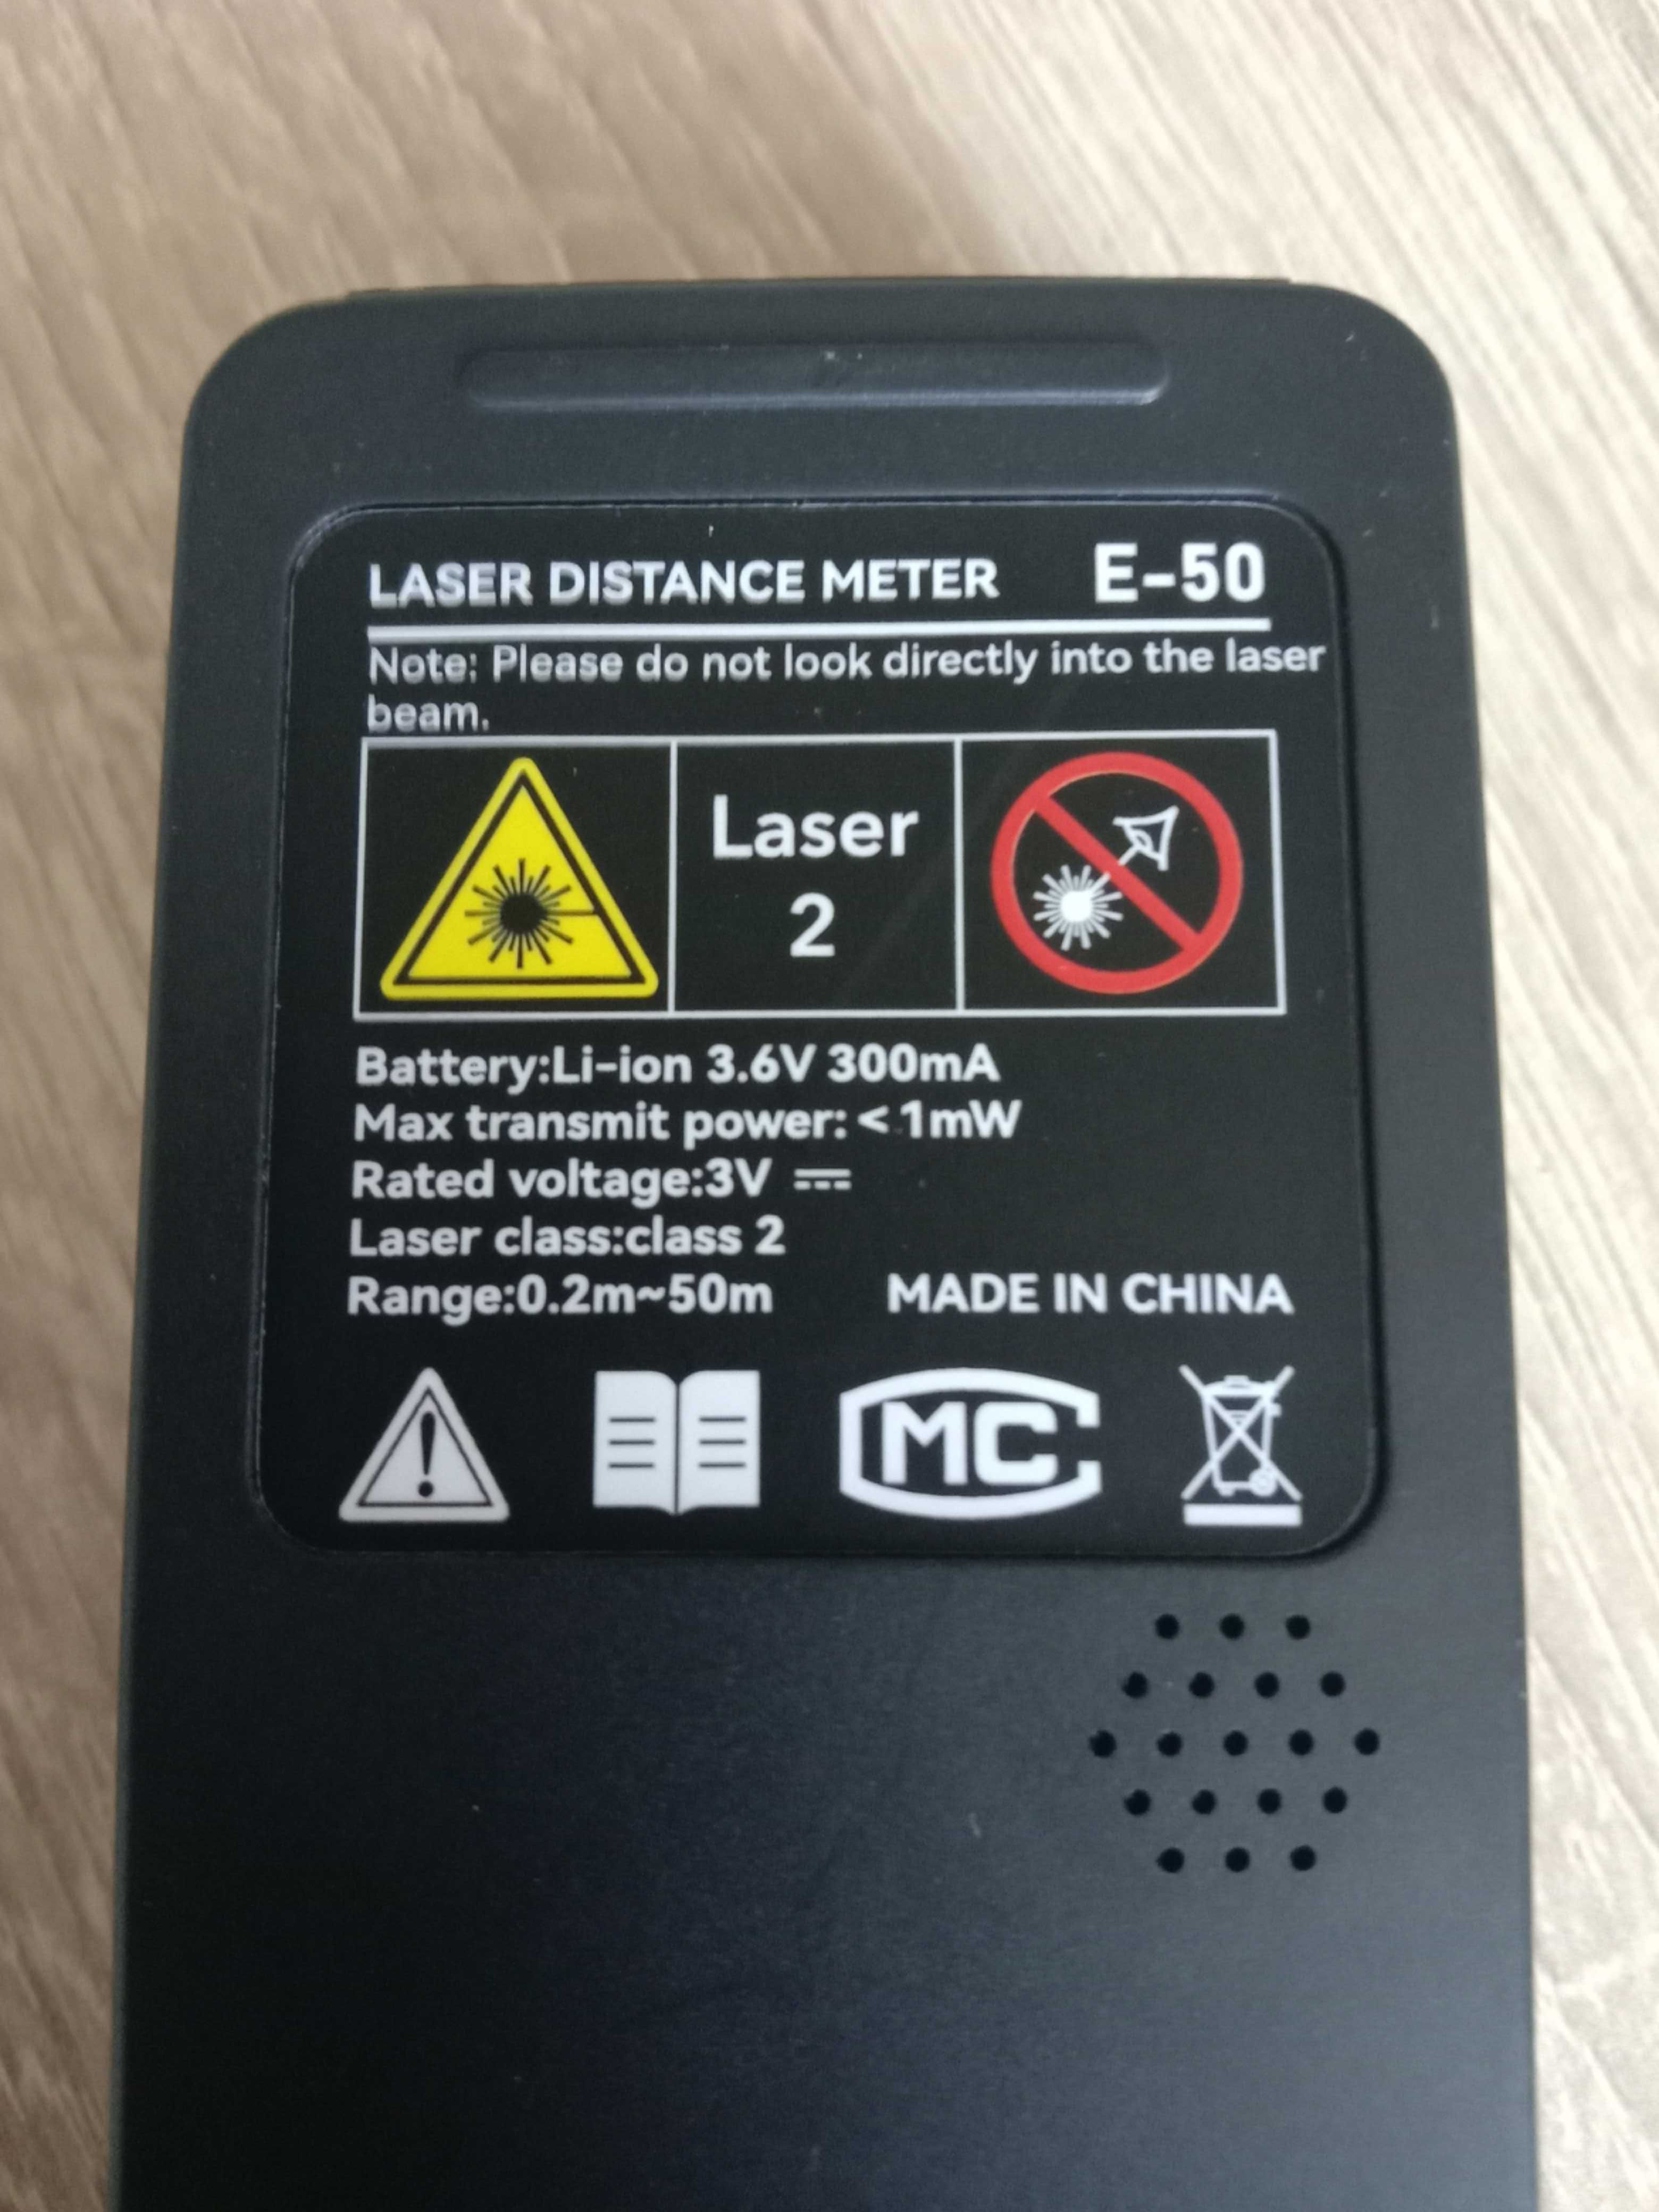 LASER DISTANCE METER E-50
Note: Please do not look directly into the laser
beam.
Laser
2
Battery:Li-ion 3.6V 300mA
Max transmit power: < 1mW
Rated voltage:3V ⎓
Laser class:class 2
Range:0.2m~50m MADE IN CHINA
MC